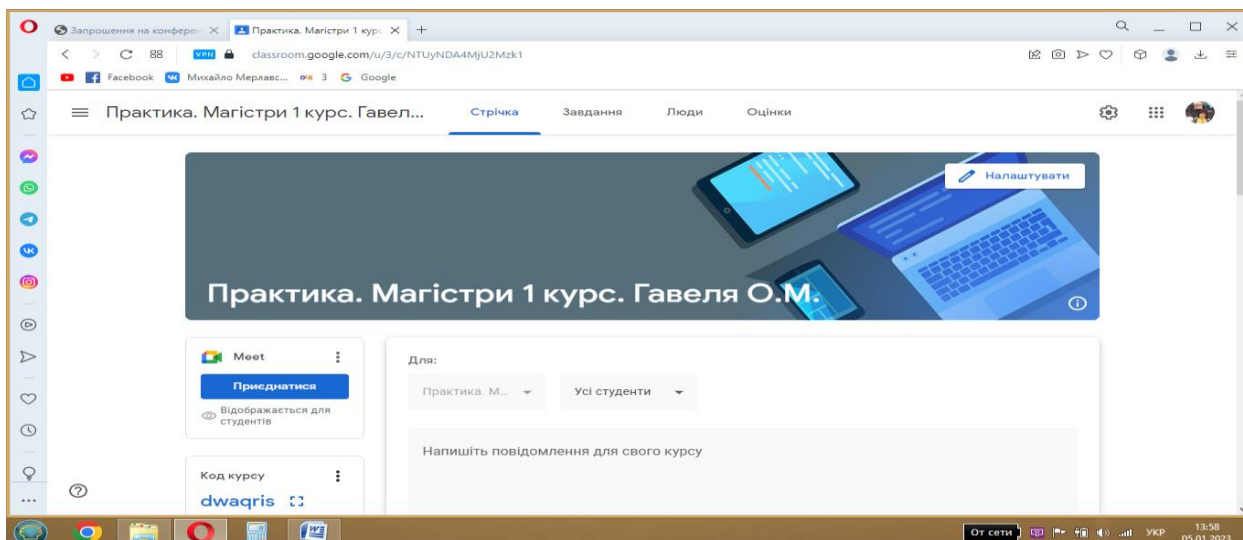 Запрошення на конферен
Практика. Магістри 1 курс
VPN
classroom.google.com/u/3/c/NTUyNDA4MjU2Mzk1
Facebook
Михайло Мерлавс...
3
Google
Практика. Магістри 1 курс. Гавел...
Стрічка
Завдання
Люди
Оцінки
Налаштувати
Практика. Магістри 1 курс. Гавеля О.М.
Meet
Приєднатися
Відображається для
студентів
Для:
Практика. М...
Усі студенти
Напишіть повідомлення для свого курсу
Код курсу
dwaqris
От сети
УКР
13:58
05.01.2023